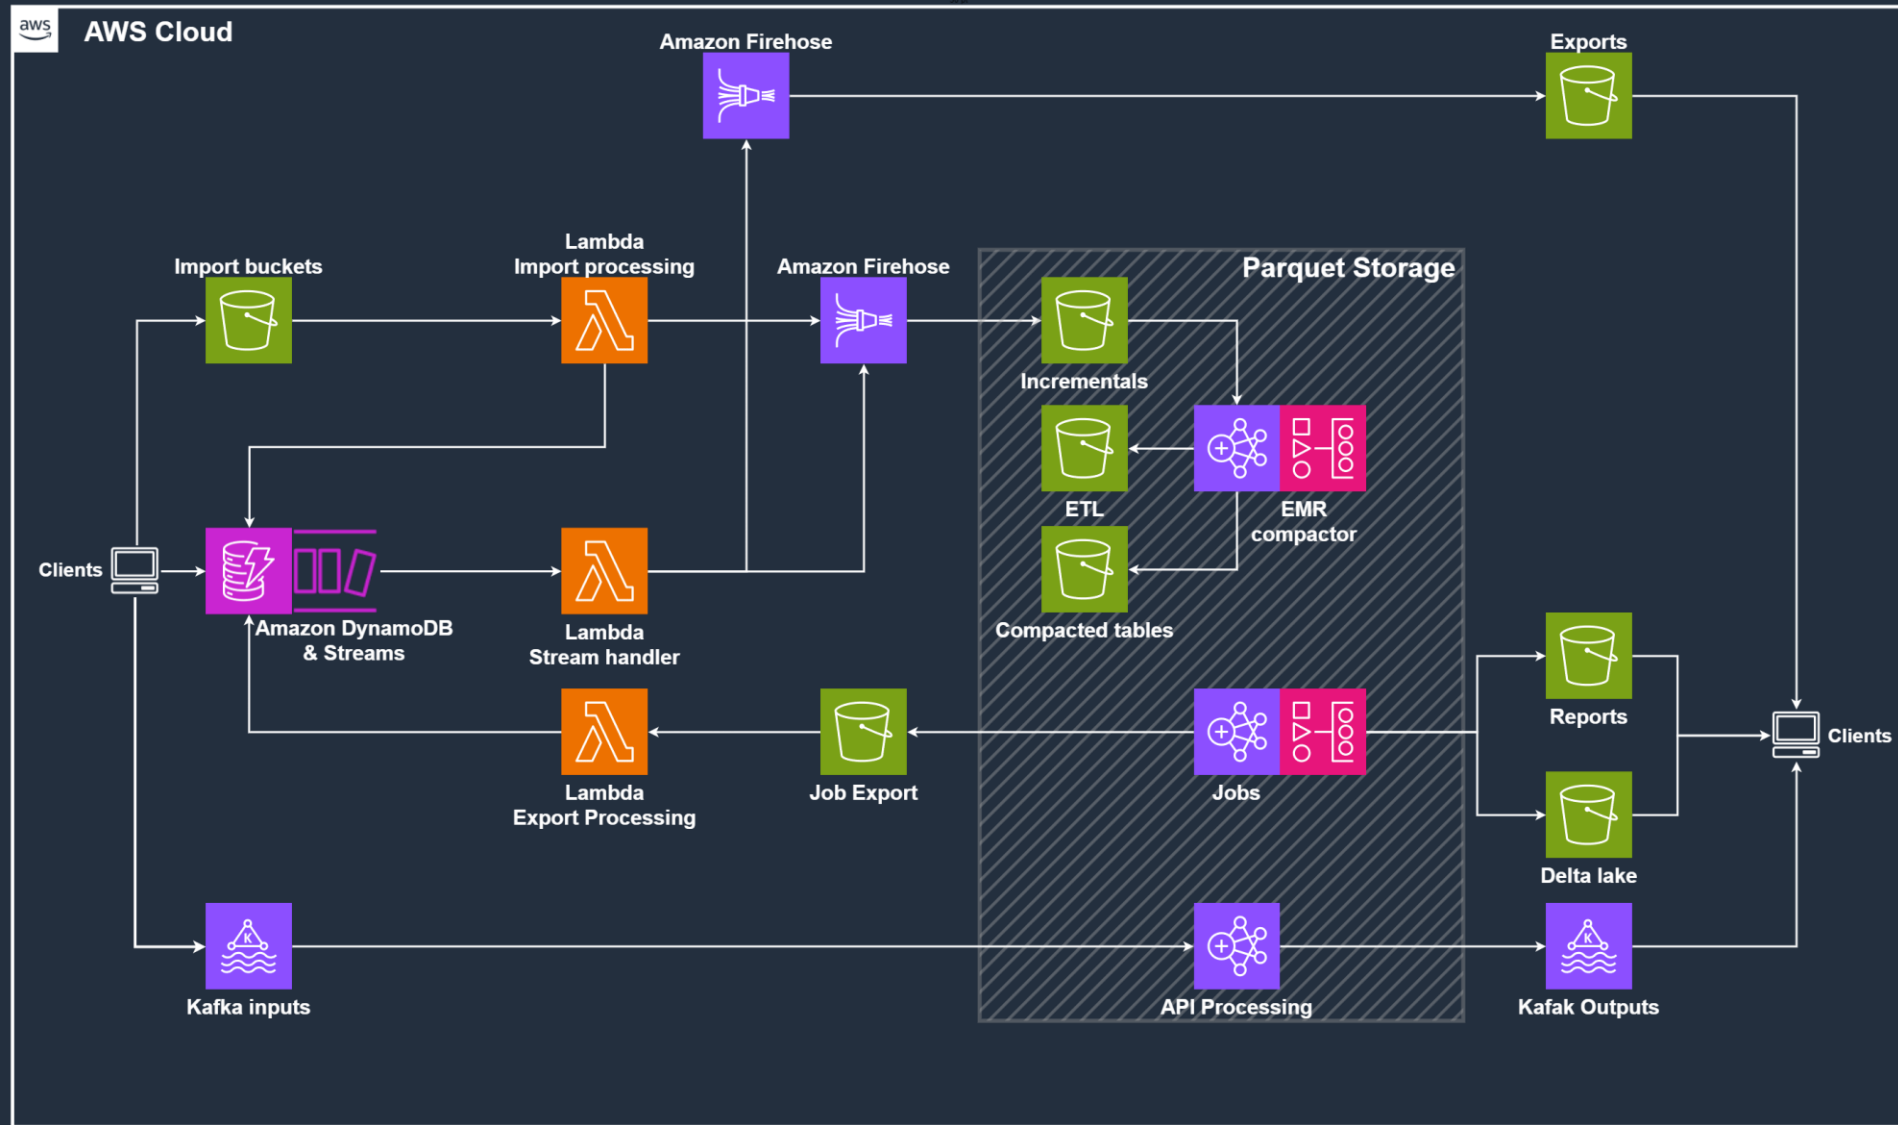 aws
AWS Cloud
Amazon Firehose
Exports
Import buckets
Lambda
Import processing
Amazon Firehose
Parquet Storage
Incrementals
ETL
EMR
compactor
Compacted tables
Clients
Amazon DynamoDB
& Streams
Lambda
Stream handler
Lambda
Export Processing
Job Export
Jobs
Reports
Clients
Delta lake
K
Kafka inputs
API Processing
K
Kafak Outputs